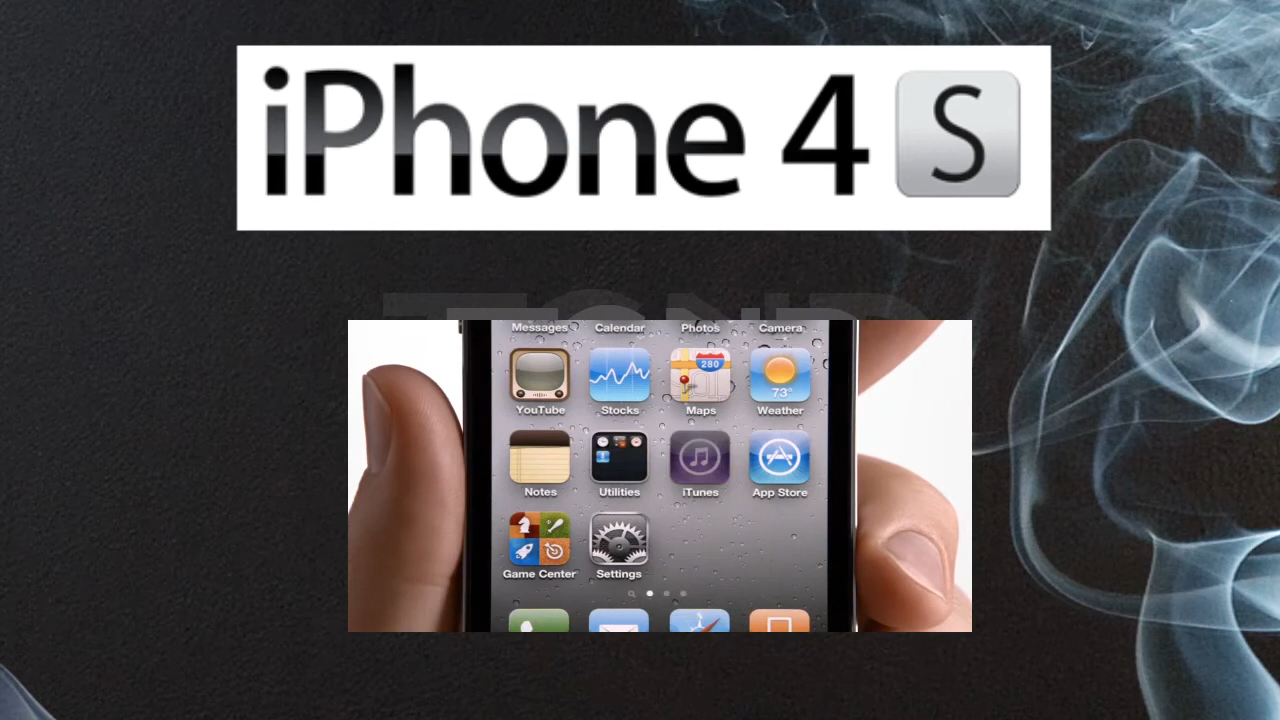 iPhone 4 S
Messages Calendar Photos Camera
280
73°
YouTube Stocks Maps Weather
Notes Utilities iTunes App Store
Game Center Settings